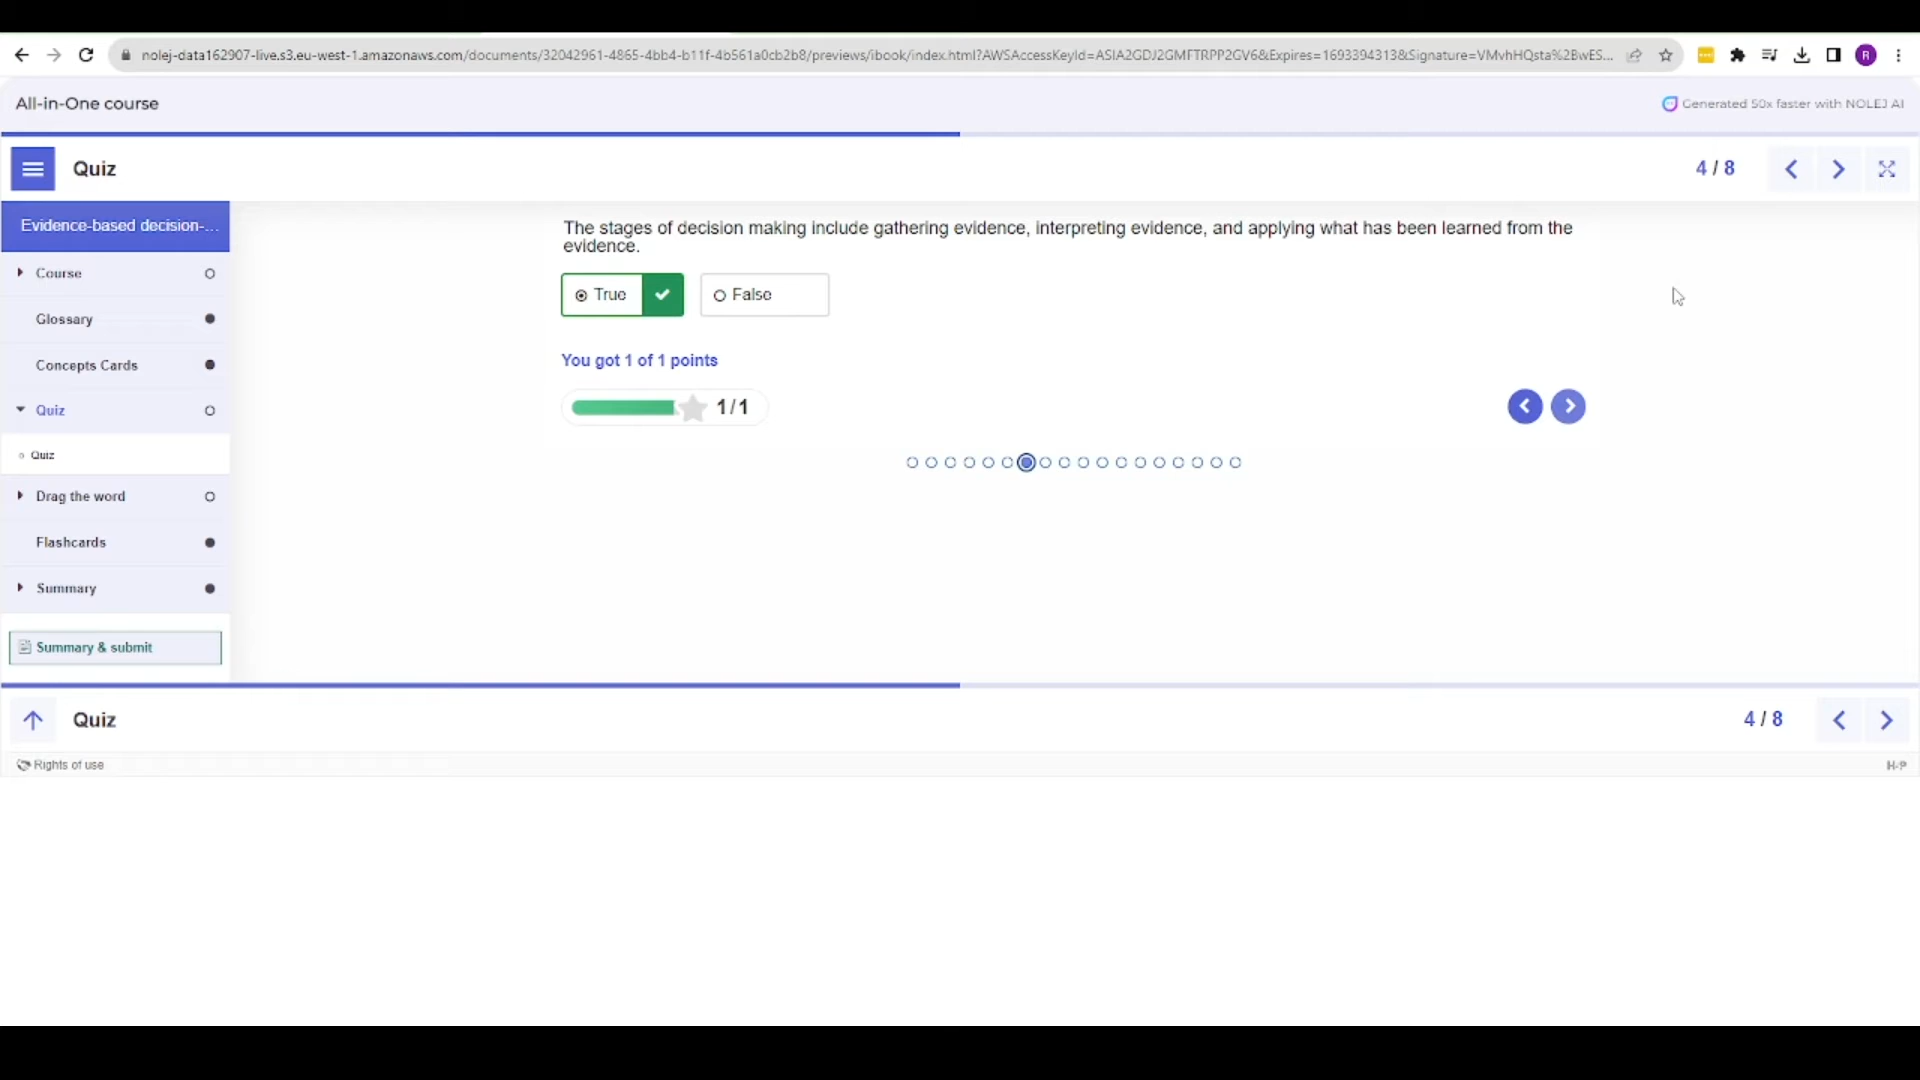 nolej-data162907-live.s3.eu-west-1.amazonaws.com/documents/32042961-4865-4bb4-b11f-4b561a0cb2b8/previews/ibook/index.html?AWSAccessKeyId=ASIA2GDJ2GMFTRPP2GV6&Expires=1693394313&Signature=VMvhHQsta%2BwES...
R
All-in-One course
Generated 50x faster with NOLEJ AI
Quiz
4 / 8
Evidence-based decision-...
Course
Glossary
Concepts Cards
Quiz
Quiz
Drag the word
Flashcards
Summary
Summary & submit
The stages of decision making include gathering evidence, interpreting evidence, and applying what has been learned from the
evidence.
True
False
You got 1 of 1 points
1/1
Quiz
4 / 8
Rights of use
H-P